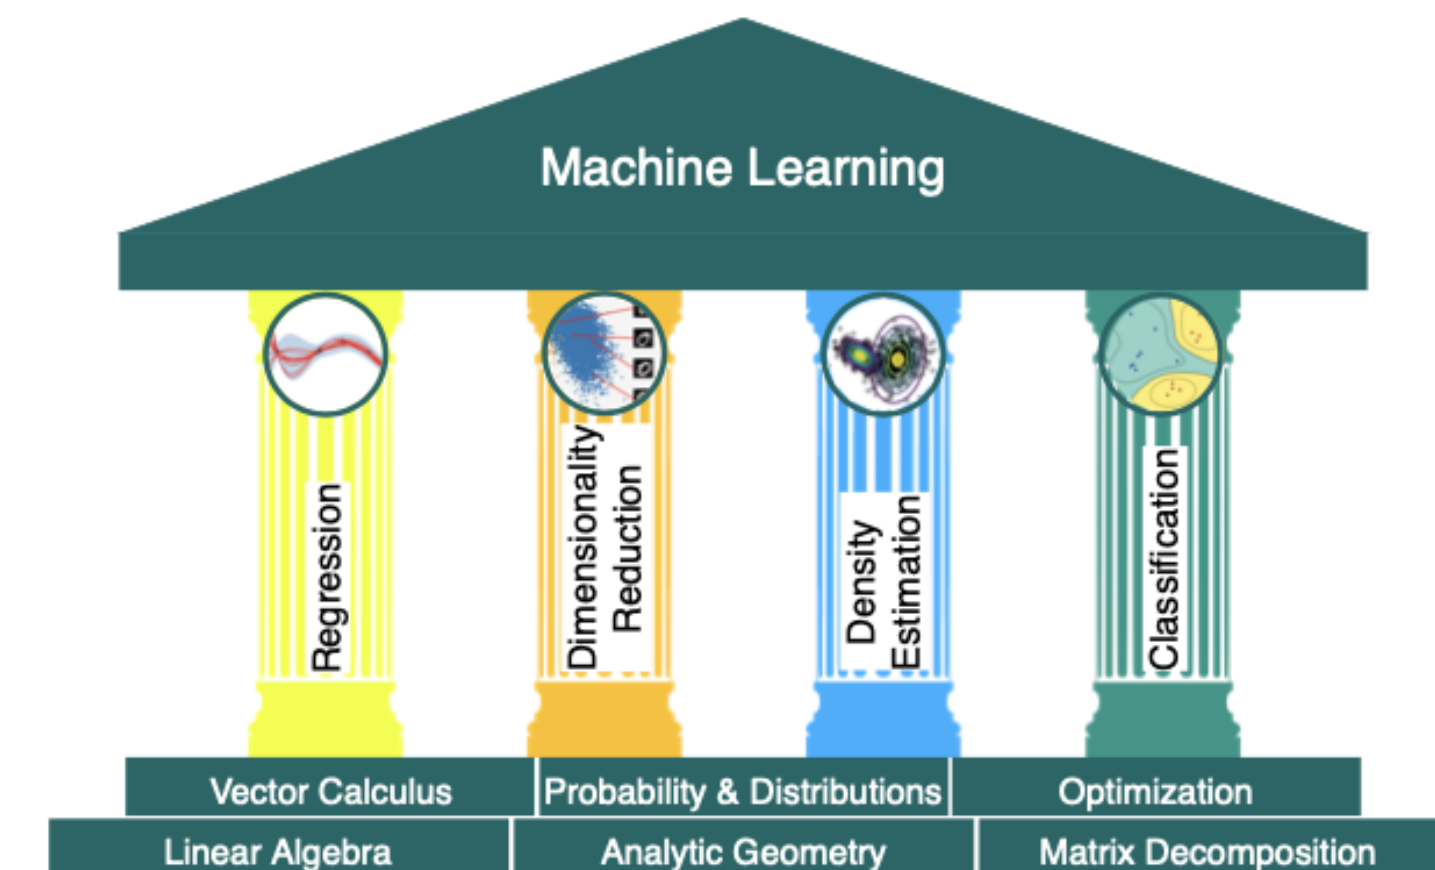 Machine Learning
Regression
Dimensionality
Reduction
Density
Estimation
Classification
Vector Calculus
Probability & Distributions
Optimization
Linear Algebra
Analytic Geometry
Matrix Decomposition